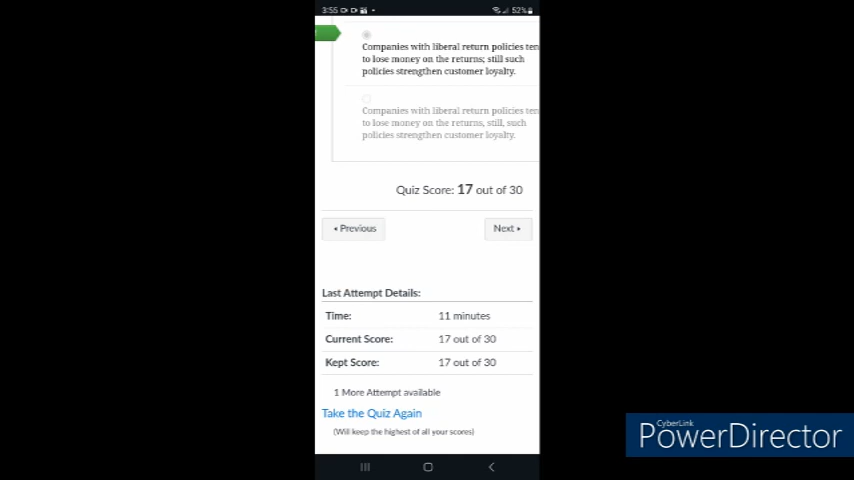 3:55
52%
Companies with liberal return policies ten
to lose money on the returns; still such
policies strengthen customer loyalty.
Companies with liberal return policies ten
to lose money on the returns, still, such
policies strengthen customer loyalty.
Quiz Score: 17 out of 30
◂ Previous
Next ▸
Last Attempt Details:
Time: 11 minutes
Current Score: 17 out of 30
Kept Score: 17 out of 30
1 More Attempt available
Take the Quiz Again
(Will keep the highest of all your scores)
CyberLink
PowerDirector